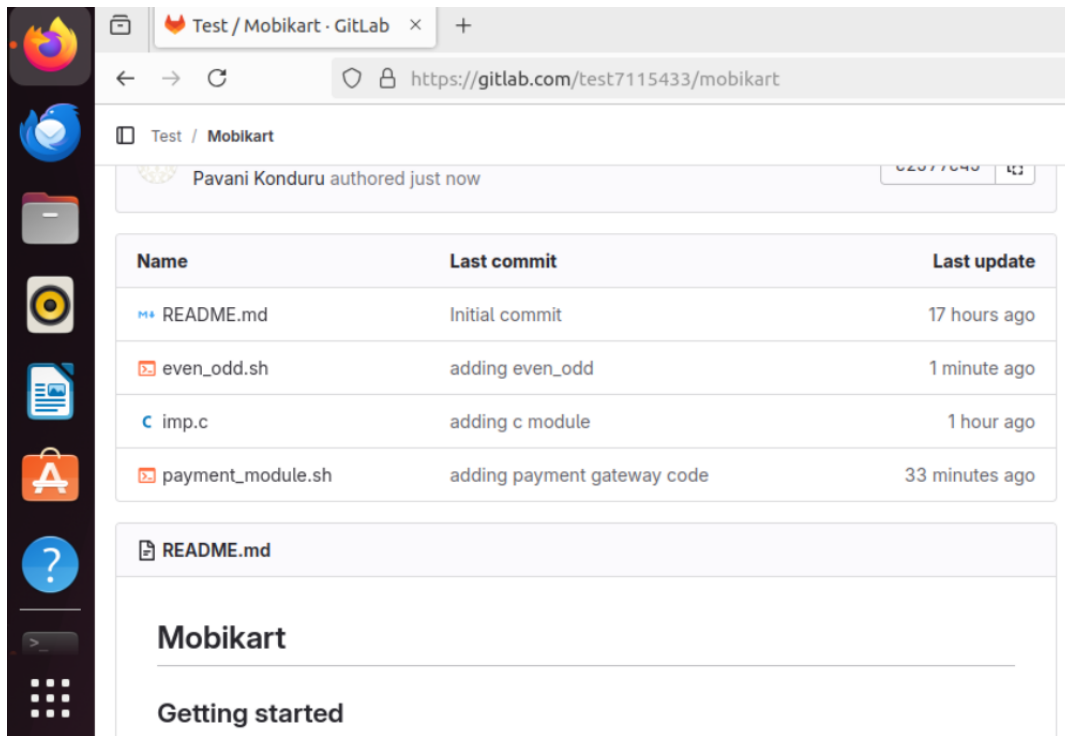 Test / Mobikart · GitLab
https://gitlab.com/test7115433/mobikart
Test / Mobikart
Pavani Konduru authored just now
Name Last commit Last update
README.md Initial commit 17 hours ago
even_odd.sh adding even_odd 1 minute ago
imp.c adding c module 1 hour ago
payment_module.sh adding payment gateway code 33 minutes ago
README.md
Mobikart
Getting started